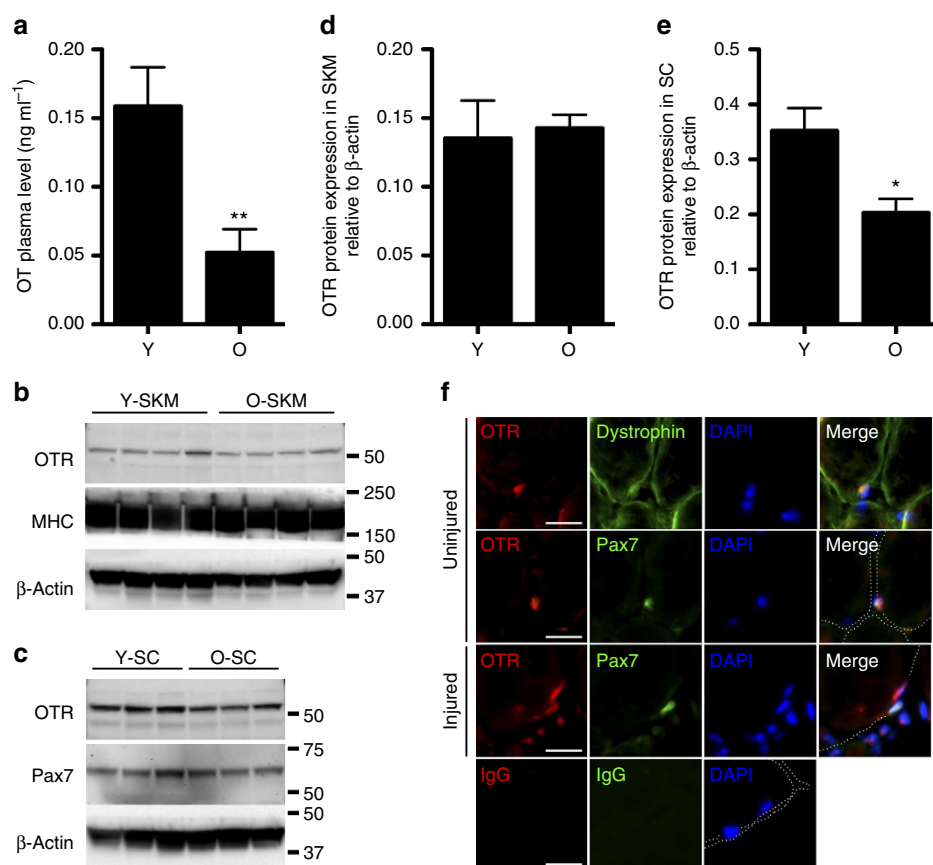 a
OT plasma level (ng ml⁻¹)
0.20
0.15
0.10
0.05
0.00
**
Y
O
d
OTR protein expression in SKM
relative to β-actin
0.20
0.15
0.10
0.05
0.00
Y
O
e
OTR protein expression in SC
relative to β-actin
0.5
0.4
0.3
0.2
0.1
0.0
*
Y
O
b
Y-SKM
O-SKM
OTR
50
MHC
250
150
β-Actin
50
37
c
Y-SC
O-SC
OTR
50
Pax7
75
50
β-Actin
50
37
f
Uninjured
OTR
Dystrophin
DAPI
Merge
OTR
Pax7
DAPI
Merge
Injured
OTR
Pax7
DAPI
Merge
IgG
IgG
DAPI